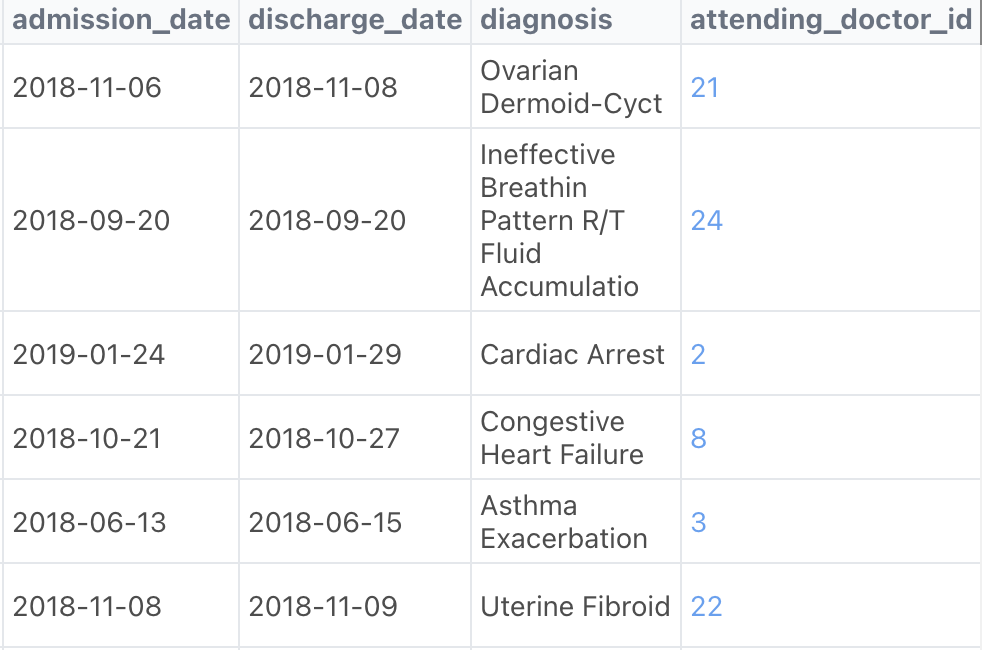 admission_date discharge_date diagnosis attending_doctor_id
2018-11-06 2018-11-08 Ovarian
Dermoid-Cyct 21
2018-09-20 2018-09-20 Ineffective
Breathin
Pattern R/T
Fluid
Accumulatio 24
2019-01-24 2019-01-29 Cardiac Arrest 2
2018-10-21 2018-10-27 Congestive
Heart Failure 8
2018-06-13 2018-06-15 Asthma
Exacerbation 3
2018-11-08 2018-11-09 Uterine Fibroid 22